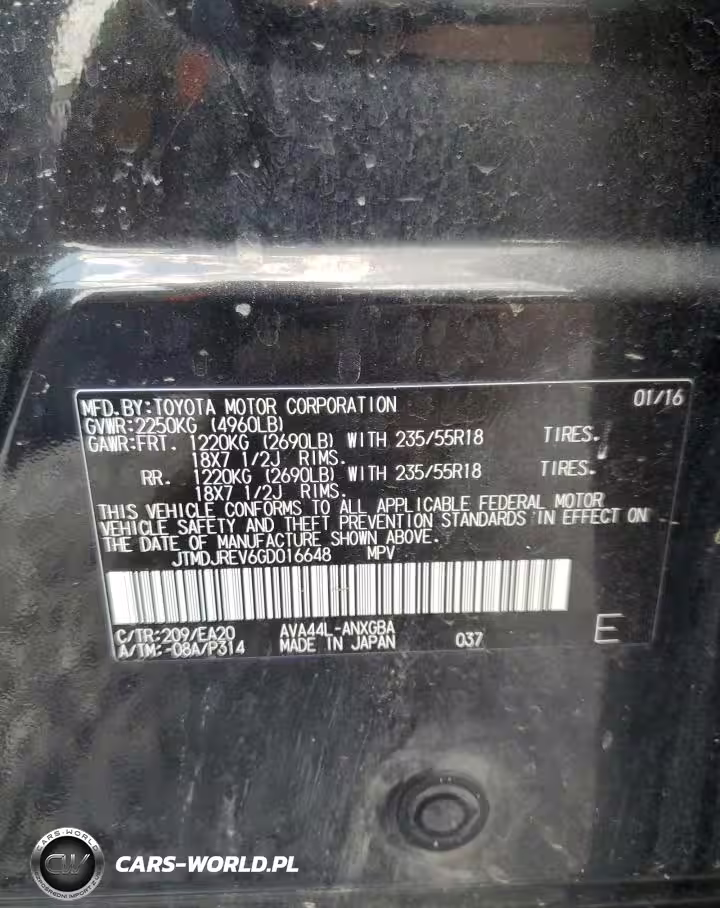 MFD.BY:TOYOTA MOTOR CORPORATION 01/16
GVWR:2250KG (4960LB)
GAWR:FRT. 1220KG (2690LB) WITH 235/55R18 TIRES.
18X7 1/2J RIMS.
RR. 1220KG (2690LB) WITH 235/55R18 TIRES.
18X7 1/2J RIMS.
THIS VEHICLE CONFORMS TO ALL APPLICABLE FEDERAL MOTOR
VEHICLE SAFETY AND THEFT PREVENTION STANDARDS IN EFFECT ON
THE DATE OF MANUFACTURE SHOWN ABOVE.
JTMDJREV6GD016648 MPV
C/TR:209/EA20 AVA44L-ANXGBA
A/TM:-08A/P314 MADE IN JAPAN 037 E
CARS-WORLD
CW
CARS-WORLD.PL